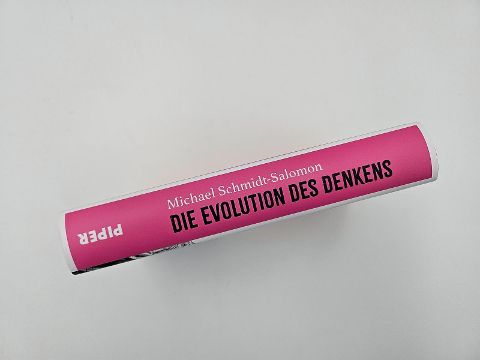 Michael Schmidt-Salomon
DIE EVOLUTION DES DENKENS
PIPER